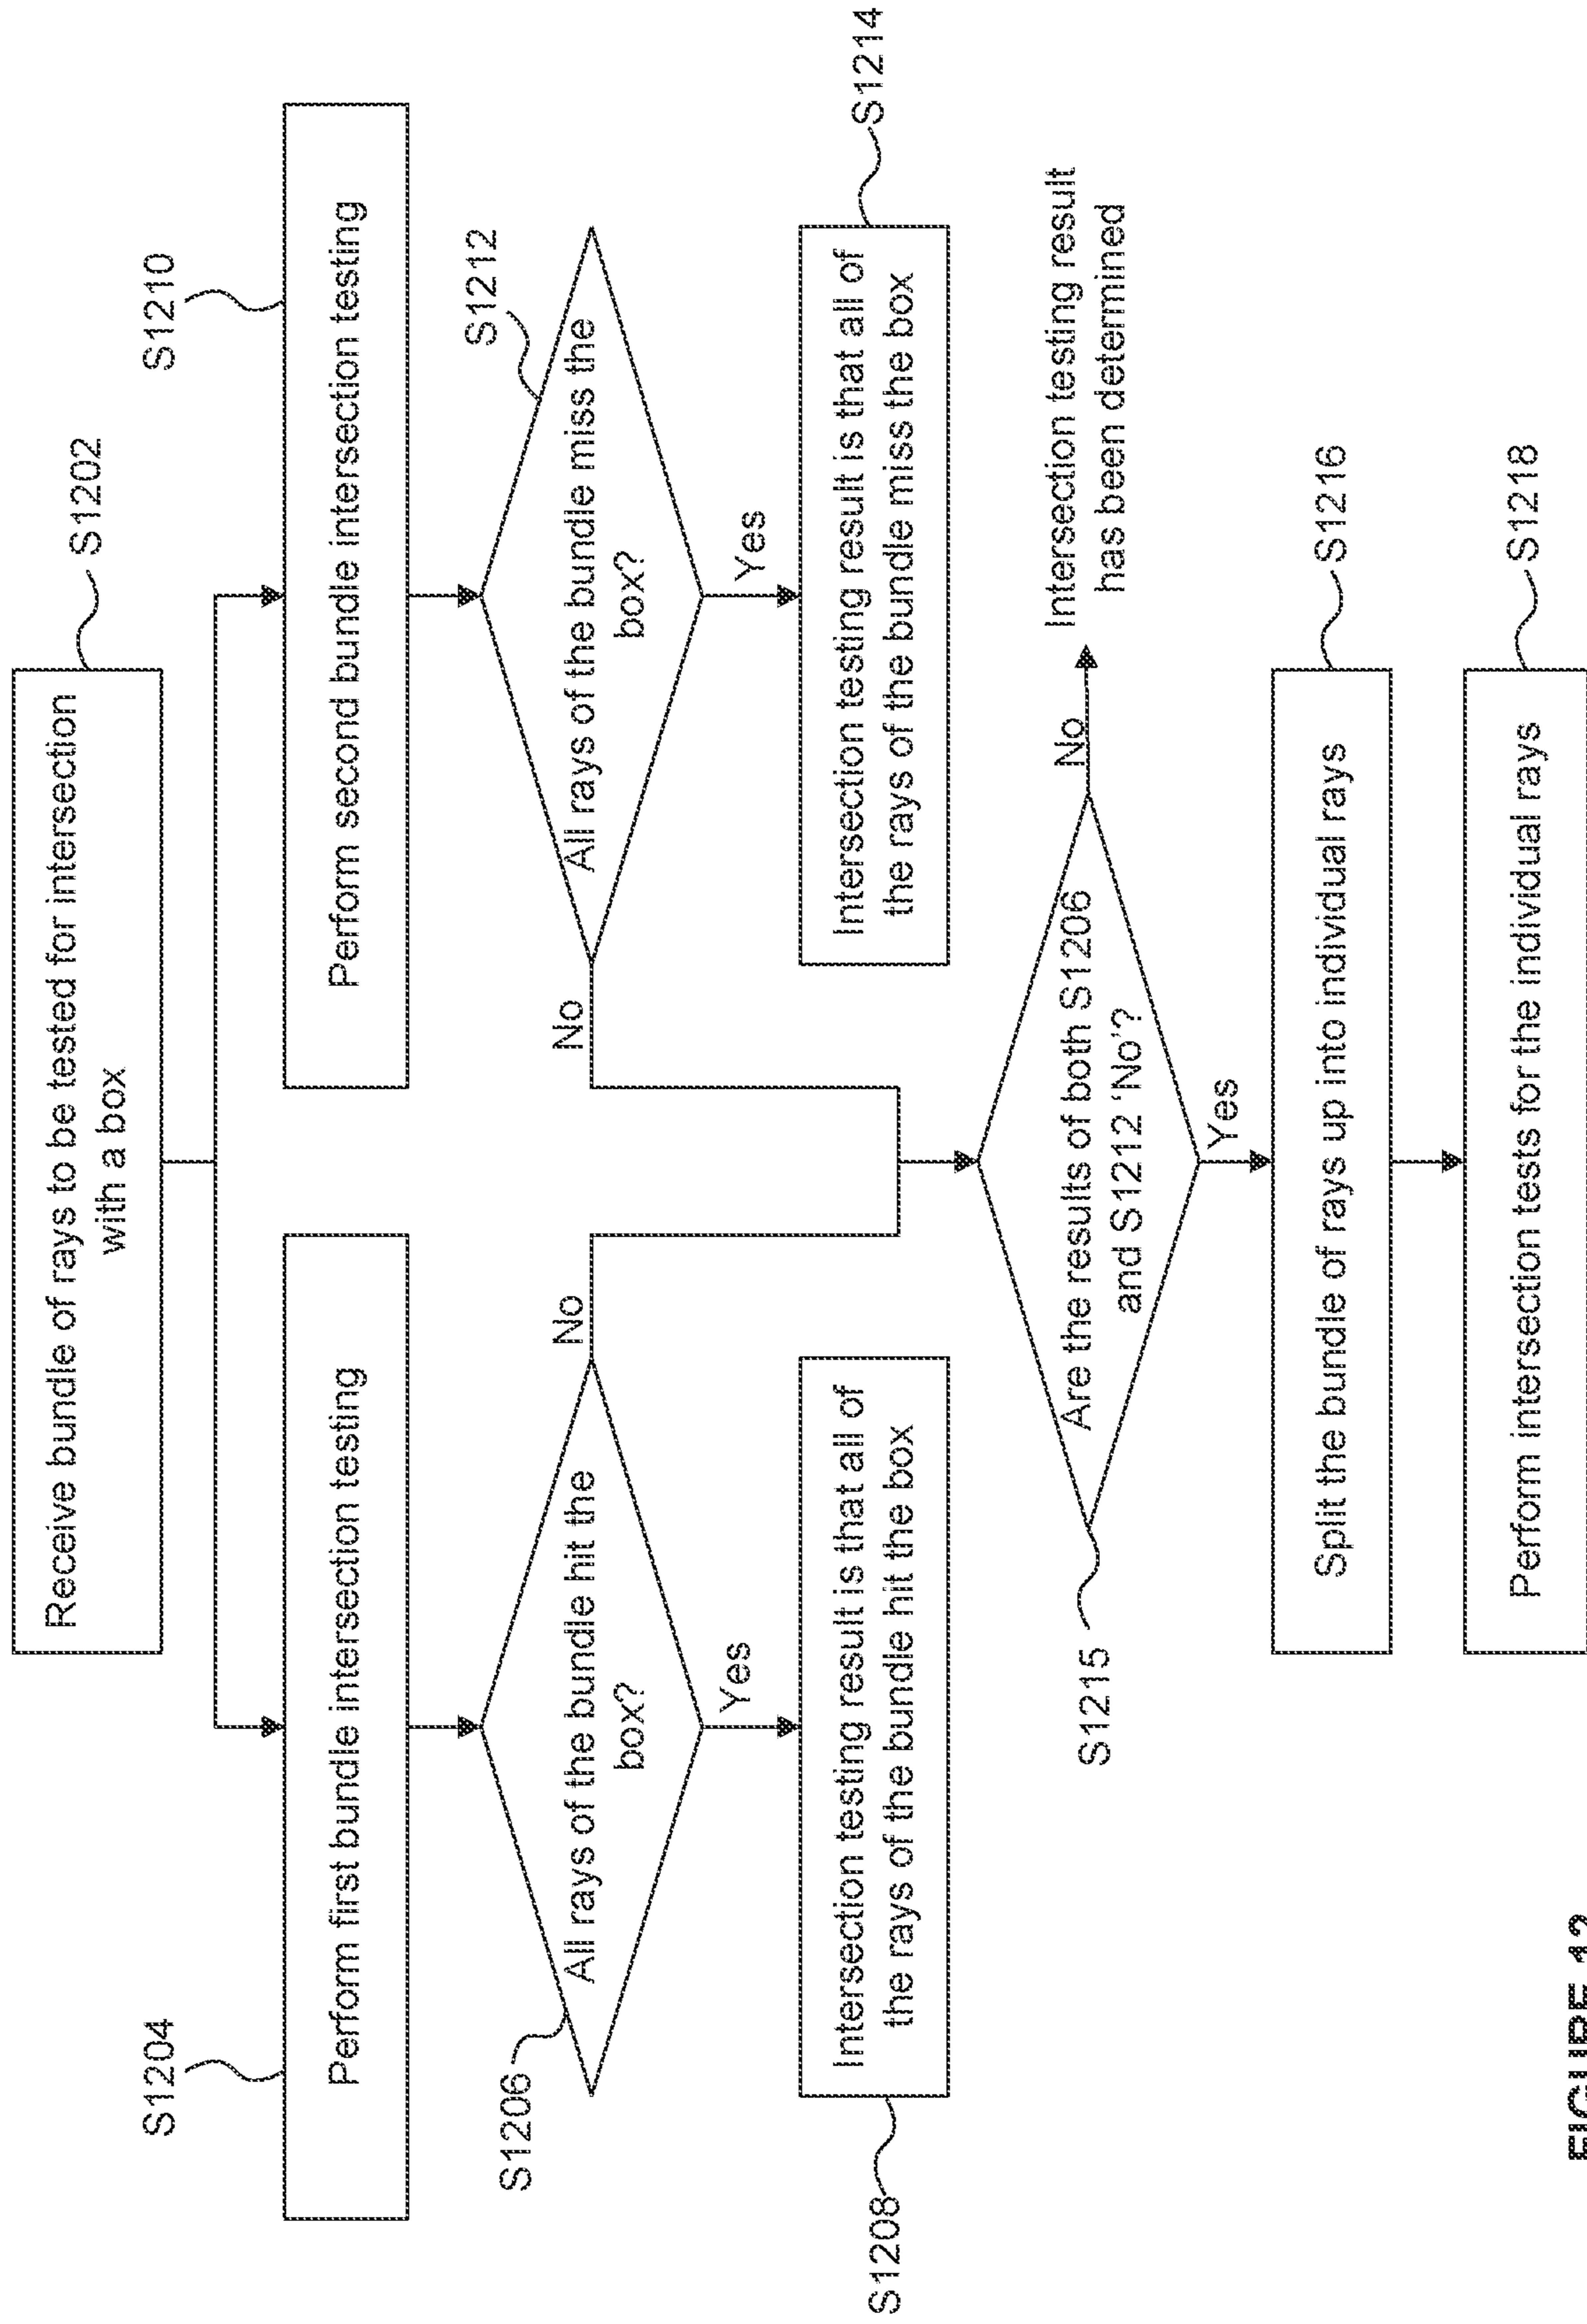 Receive bundle of rays to be tested for intersection
with a box
S1202
S1204
Perform first bundle intersection testing
S1210
Perform second bundle intersection testing
S1206
All rays of the bundle hit the
box?
No
Yes
S1212
All rays of the bundle miss the
box?
No
Yes
S1208
Intersection testing result is that all of
the rays of the bundle hit the box
S1214
Intersection testing result is that all of
the rays of the bundle miss the box
S1215
Are the results of both S1206
and S1212 'No'?
No
Intersection testing result
has been determined
Yes
Split the bundle of rays up into individual rays
S1216
Perform intersection tests for the individual rays
S1218
FIGURE 12